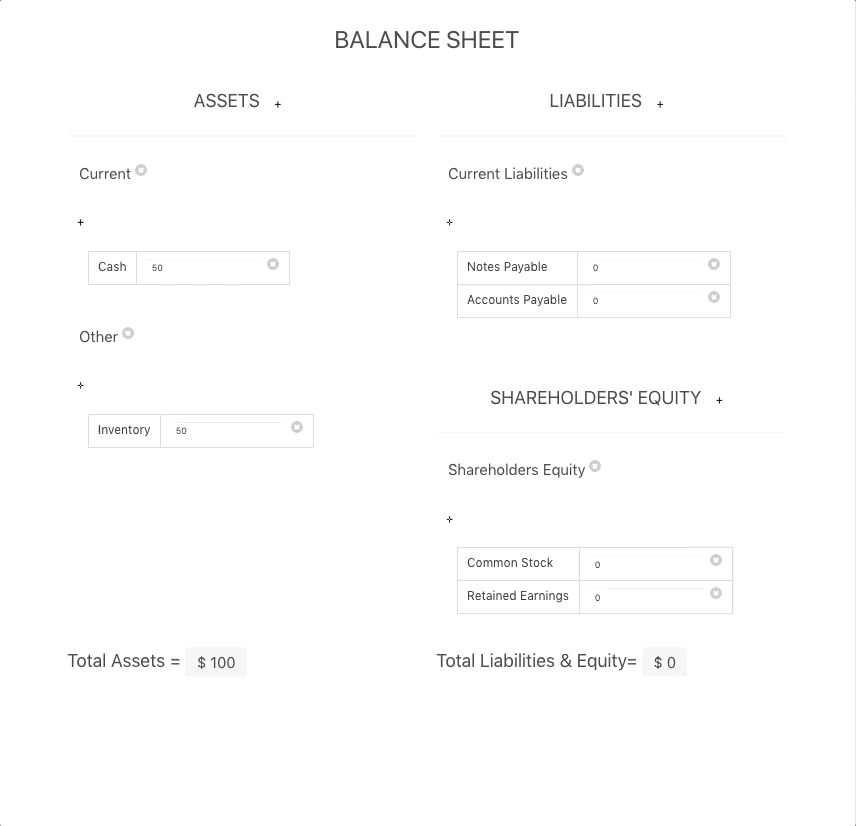 BALANCE SHEET
ASSETS +
Current
+
Cash 50
Other
+
Inventory 50
Total Assets = $ 100
LIABILITIES +
Current Liabilities
+
Notes Payable 0
Accounts Payable 0
SHAREHOLDERS' EQUITY +
Shareholders Equity
+
Common Stock 0
Retained Earnings 0
Total Liabilities & Equity= $ 0